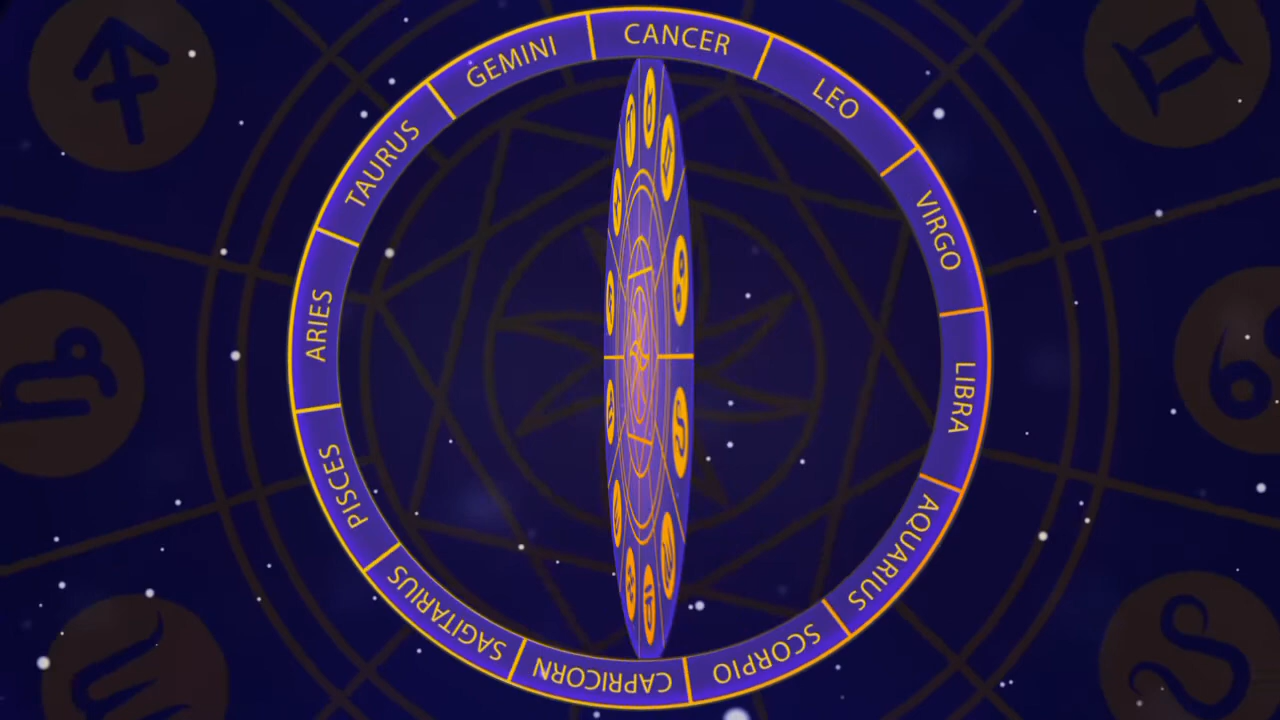 CANCER
LEO
VIRGO
LIBRA
AQUARIUS
SCORPIO
CAPRICORN
SAGITARIUS
PISCES
ARIES
TAURUS
GEMINI